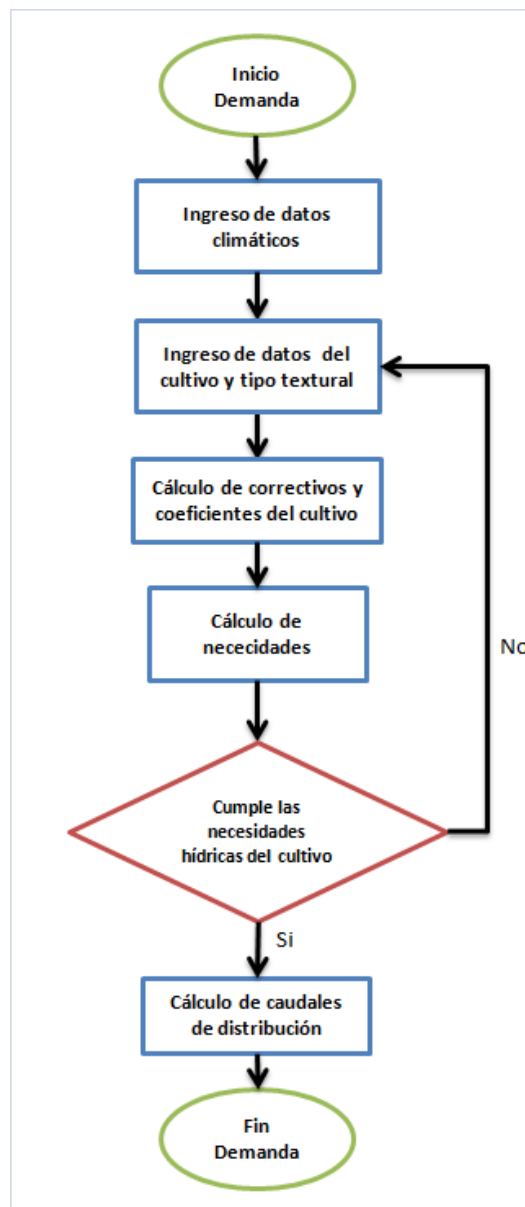 Inicio
Demanda
Ingreso de datos
climáticos
Ingreso de datos del
cultivo y tipo textural
Cálculo de correctivos y
coeficientes del cultivo
Cálculo de
nececidades
No
Cumple las
necesidades
hídricas del cultivo
Si
Cálculo de caudales
de distribución
Fin
Demanda